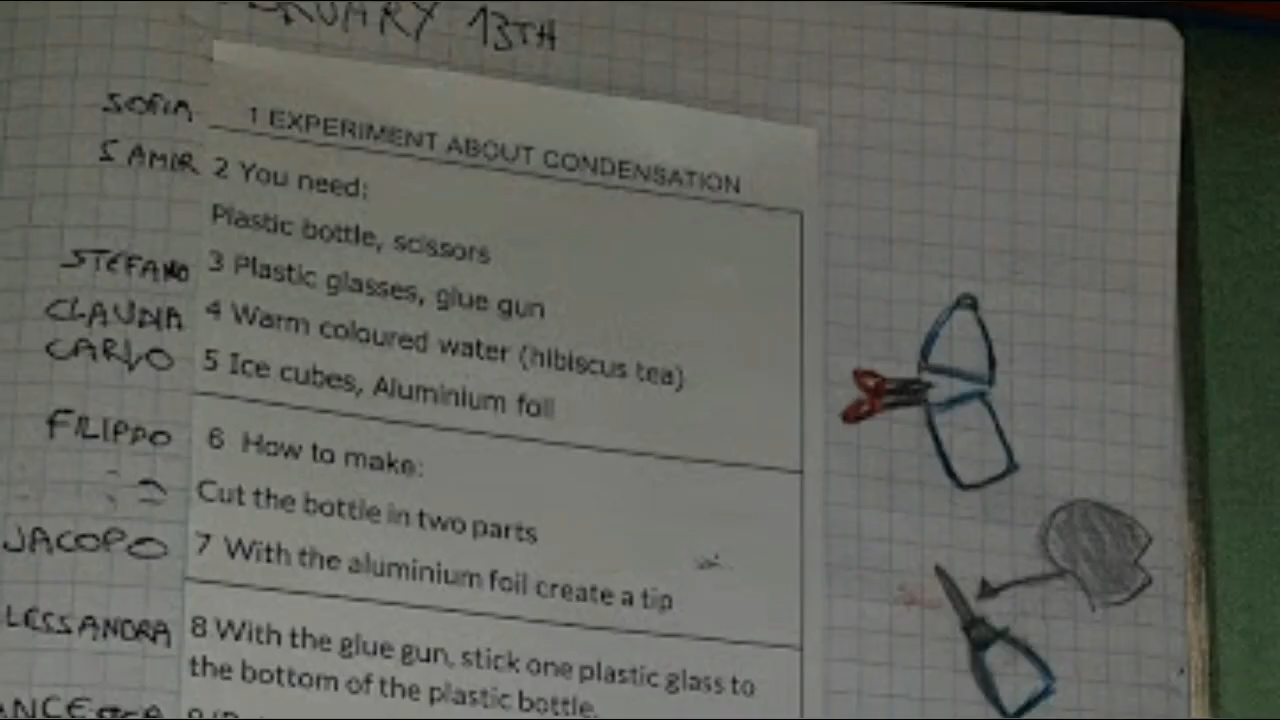 13TH
SOFIA 1 EXPERIMENT ABOUT CONDENSATION
SAMIR 2 You need:
Plastic bottle, scissors
STEFANO 3 Plastic glasses, glue gun
CLAUDIA 4 Warm coloured water (hibiscus tea)
CARLO 5 Ice cubes, Aluminium foil
FILIPPO 6 How to make:
Cut the bottle in two parts
JACOPO 7 With the aluminium foil create a tip
LESSANDRA 8 With the glue gun, stick one plastic glass to
the bottom of the plastic bottle.